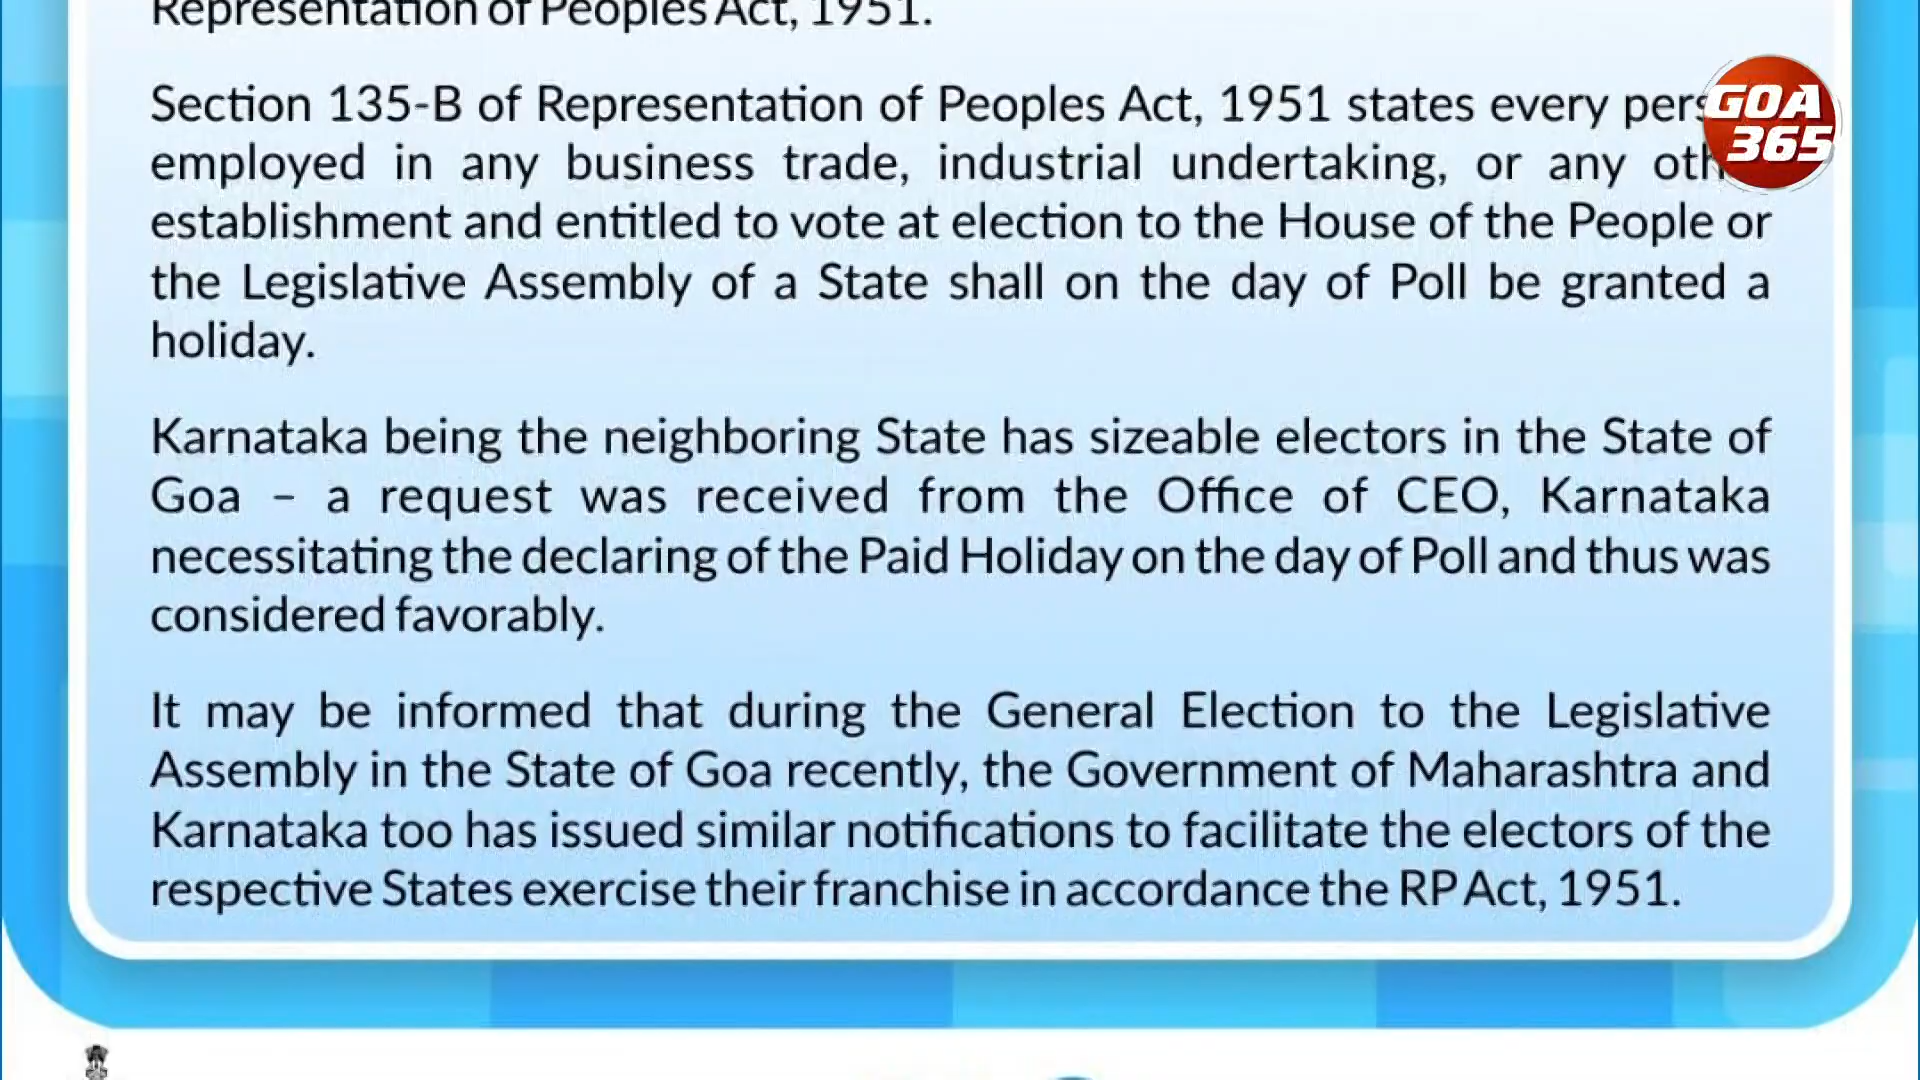 Representation of Peoples Act, 1951.
Section 135-B of Representation of Peoples Act, 1951 states every pers
employed in any business trade, industrial undertaking, or any oth
establishment and entitled to vote at election to the House of the People or
the Legislative Assembly of a State shall on the day of Poll be granted a
holiday.
Karnataka being the neighboring State has sizeable electors in the State of
Goa – a request was received from the Office of CEO, Karnataka
necessitating the declaring of the Paid Holiday on the day of Poll and thus was
considered favorably.
It may be informed that during the General Election to the Legislative
Assembly in the State of Goa recently, the Government of Maharashtra and
Karnataka too has issued similar notifications to facilitate the electors of the
respective States exercise their franchise in accordance the RP Act, 1951.
GOA
365